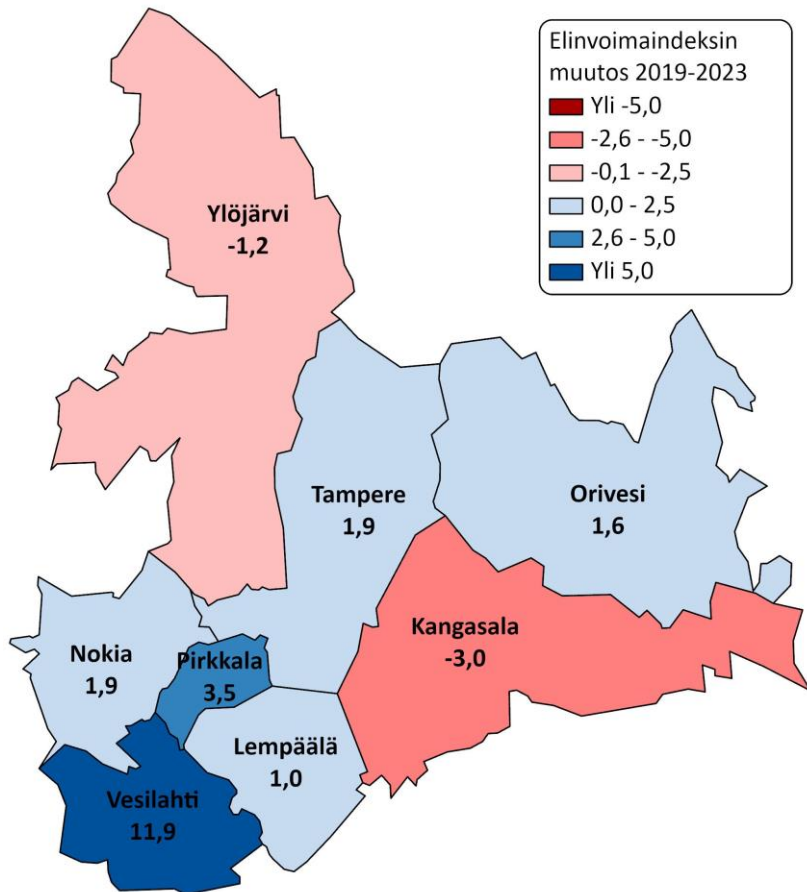 Elinvoimaindeksin
muutos 2019-2023
Yli -5,0
-2,6 - -5,0
-0,1 - -2,5
0,0 - 2,5
2,6 - 5,0
Yli 5,0
Ylöjärvi
-1,2
Tampere
1,9
Orivesi
1,6
Kangasala
-3,0
Nokia
1,9
Pirkkala
3,5
Lempäälä
1,0
Vesilahti
11,9